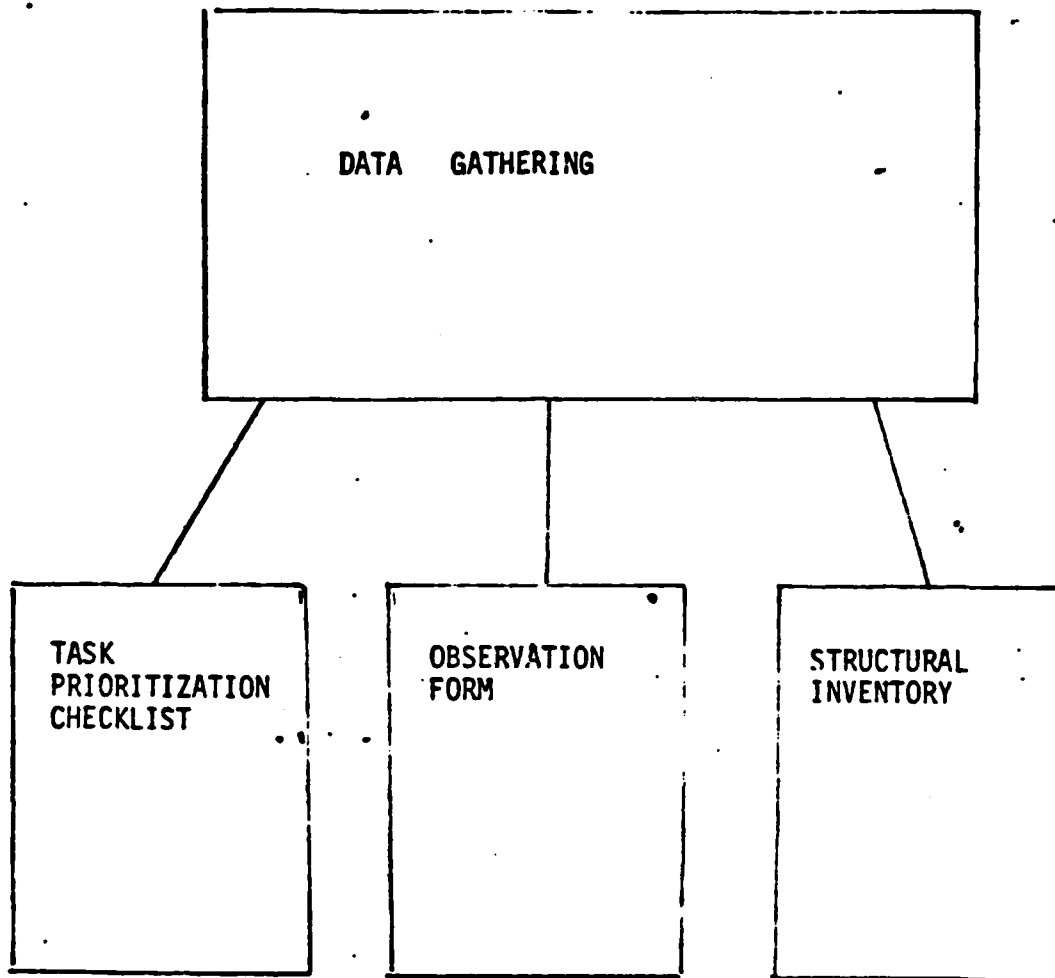 DATA GATHERING
TASK
PRIORITIZATION
CHECKLIST
OBSERVATION
FORM
STRUCTURAL
INVENTORY